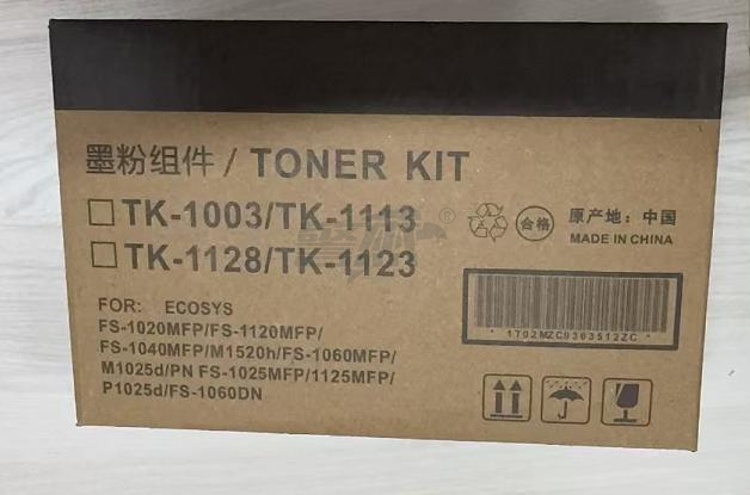 墨粉组件 / TONER KIT
TK-1003/TK-1113
TK-1128/TK-1123
合格
原产地: 中国
MADE IN CHINA
*1702MZC9303512ZC*
FOR: ECOSYS
FS-1020MFP/FS-1120MFP/
FS-1040MFP/M1520h/FS-1060MFP/
M1025d/PN FS-1025MFP/1125MFP/
P1025d/FS-1060DN